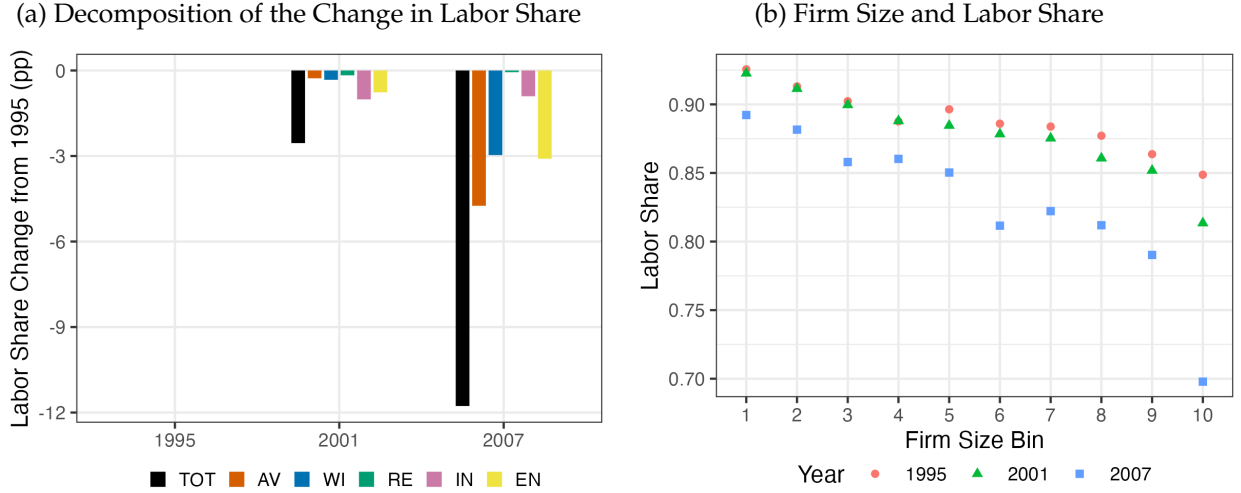 (a) Decomposition of the Change in Labor Share
Labor Share Change from 1995 (pp)
0
-3
-6
-9
-12
1995 2001 2007
TOT AV WI RE IN EN
(b) Firm Size and Labor Share
Labor Share
0.90
0.85
0.80
0.75
0.70
1 2 3 4 5 6 7 8 9 10
Firm Size Bin
Year 1995 2001 2007